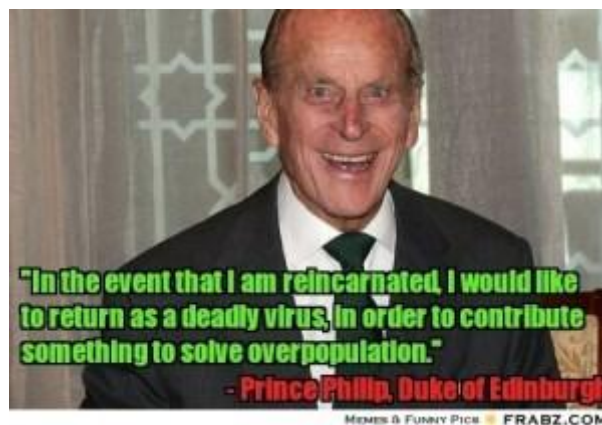 "In the event that I am reincarnated, I would like
to return as a deadly virus, in order to contribute
something to solve overpopulation."
- Prince Philip, Duke of Edinburgh
MEMES & FUNNY PICS FRABZ.COM